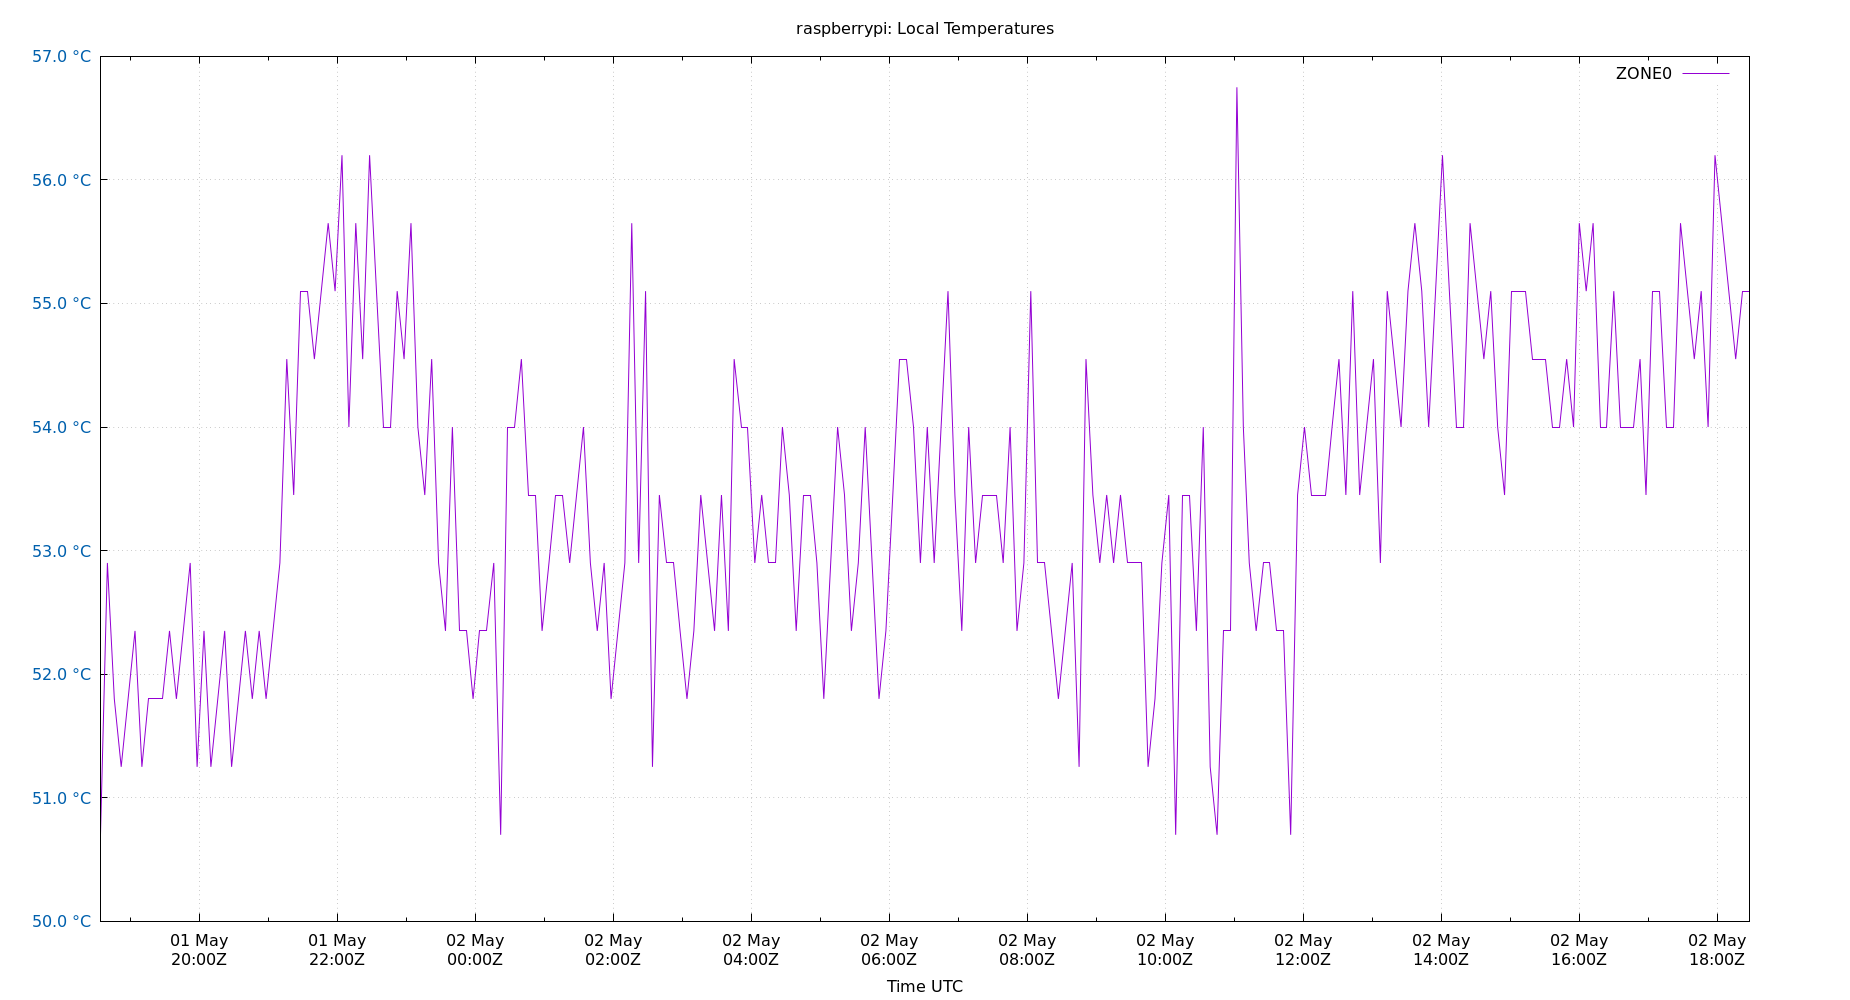 raspberrypi: Local Temperatures
57.0 °C
ZONE0
56.0 °C
55.0 °C
54.0 °C
53.0 °C
52.0 °C
51.0 °C
50.0 °C
01 May 01 May 02 May 02 May 02 May 02 May 02 May 02 May 02 May 02 May 02 May 02 May
20:00Z 22:00Z 00:00Z 02:00Z 04:00Z 06:00Z 08:00Z 10:00Z 12:00Z 14:00Z 16:00Z 18:00Z
Time UTC